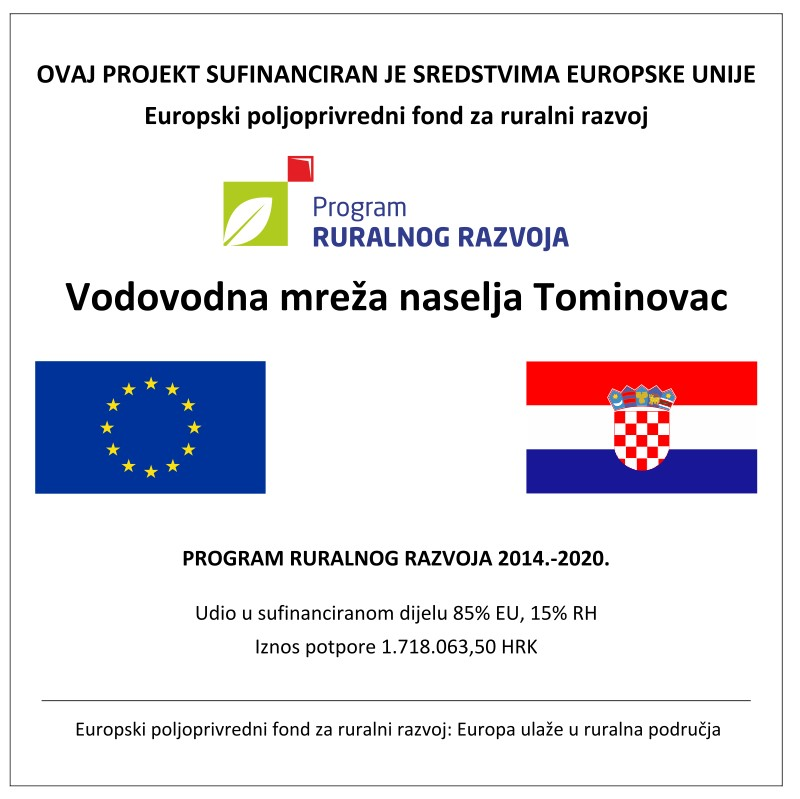 OVAJ PROJEKT SUFINANCIRAN JE SREDSTVIMA EUROPSKE UNIJE
Europski poljoprivredni fond za ruralni razvoj
Program
RURALNOG RAZVOJA
Vodovodna mreža naselja Tominovac
PROGRAM RURALNOG RAZVOJA 2014.-2020.
Udio u sufinanciranom dijelu 85% EU, 15% RH
Iznos potpore 1.718.063,50 HRK
Europski poljoprivredni fond za ruralni razvoj: Europa ulaže u ruralna područja